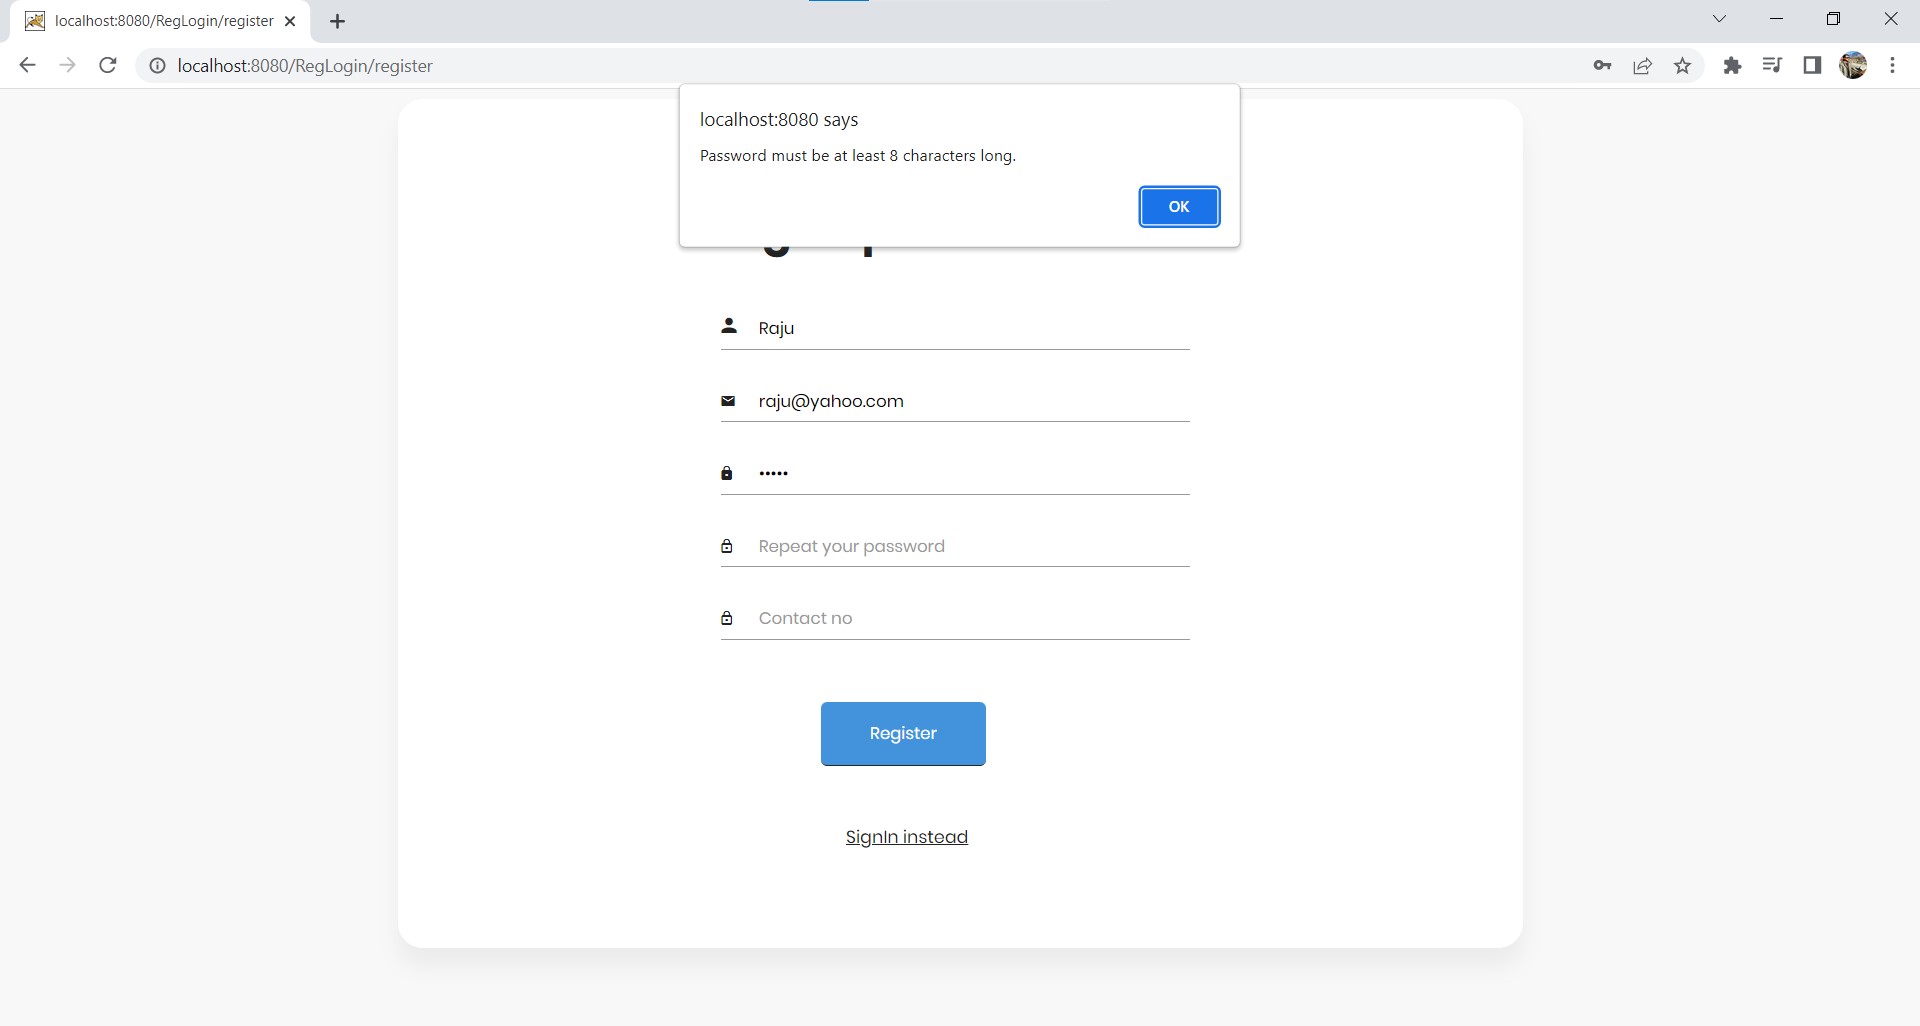 localhost:8080/RegLogin/register
localhost:8080/RegLogin/register
localhost:8080 says
Password must be at least 8 characters long.
OK
Raju
raju@yahoo.com
•••••
Repeat your password
Contact no
Register
SignIn instead